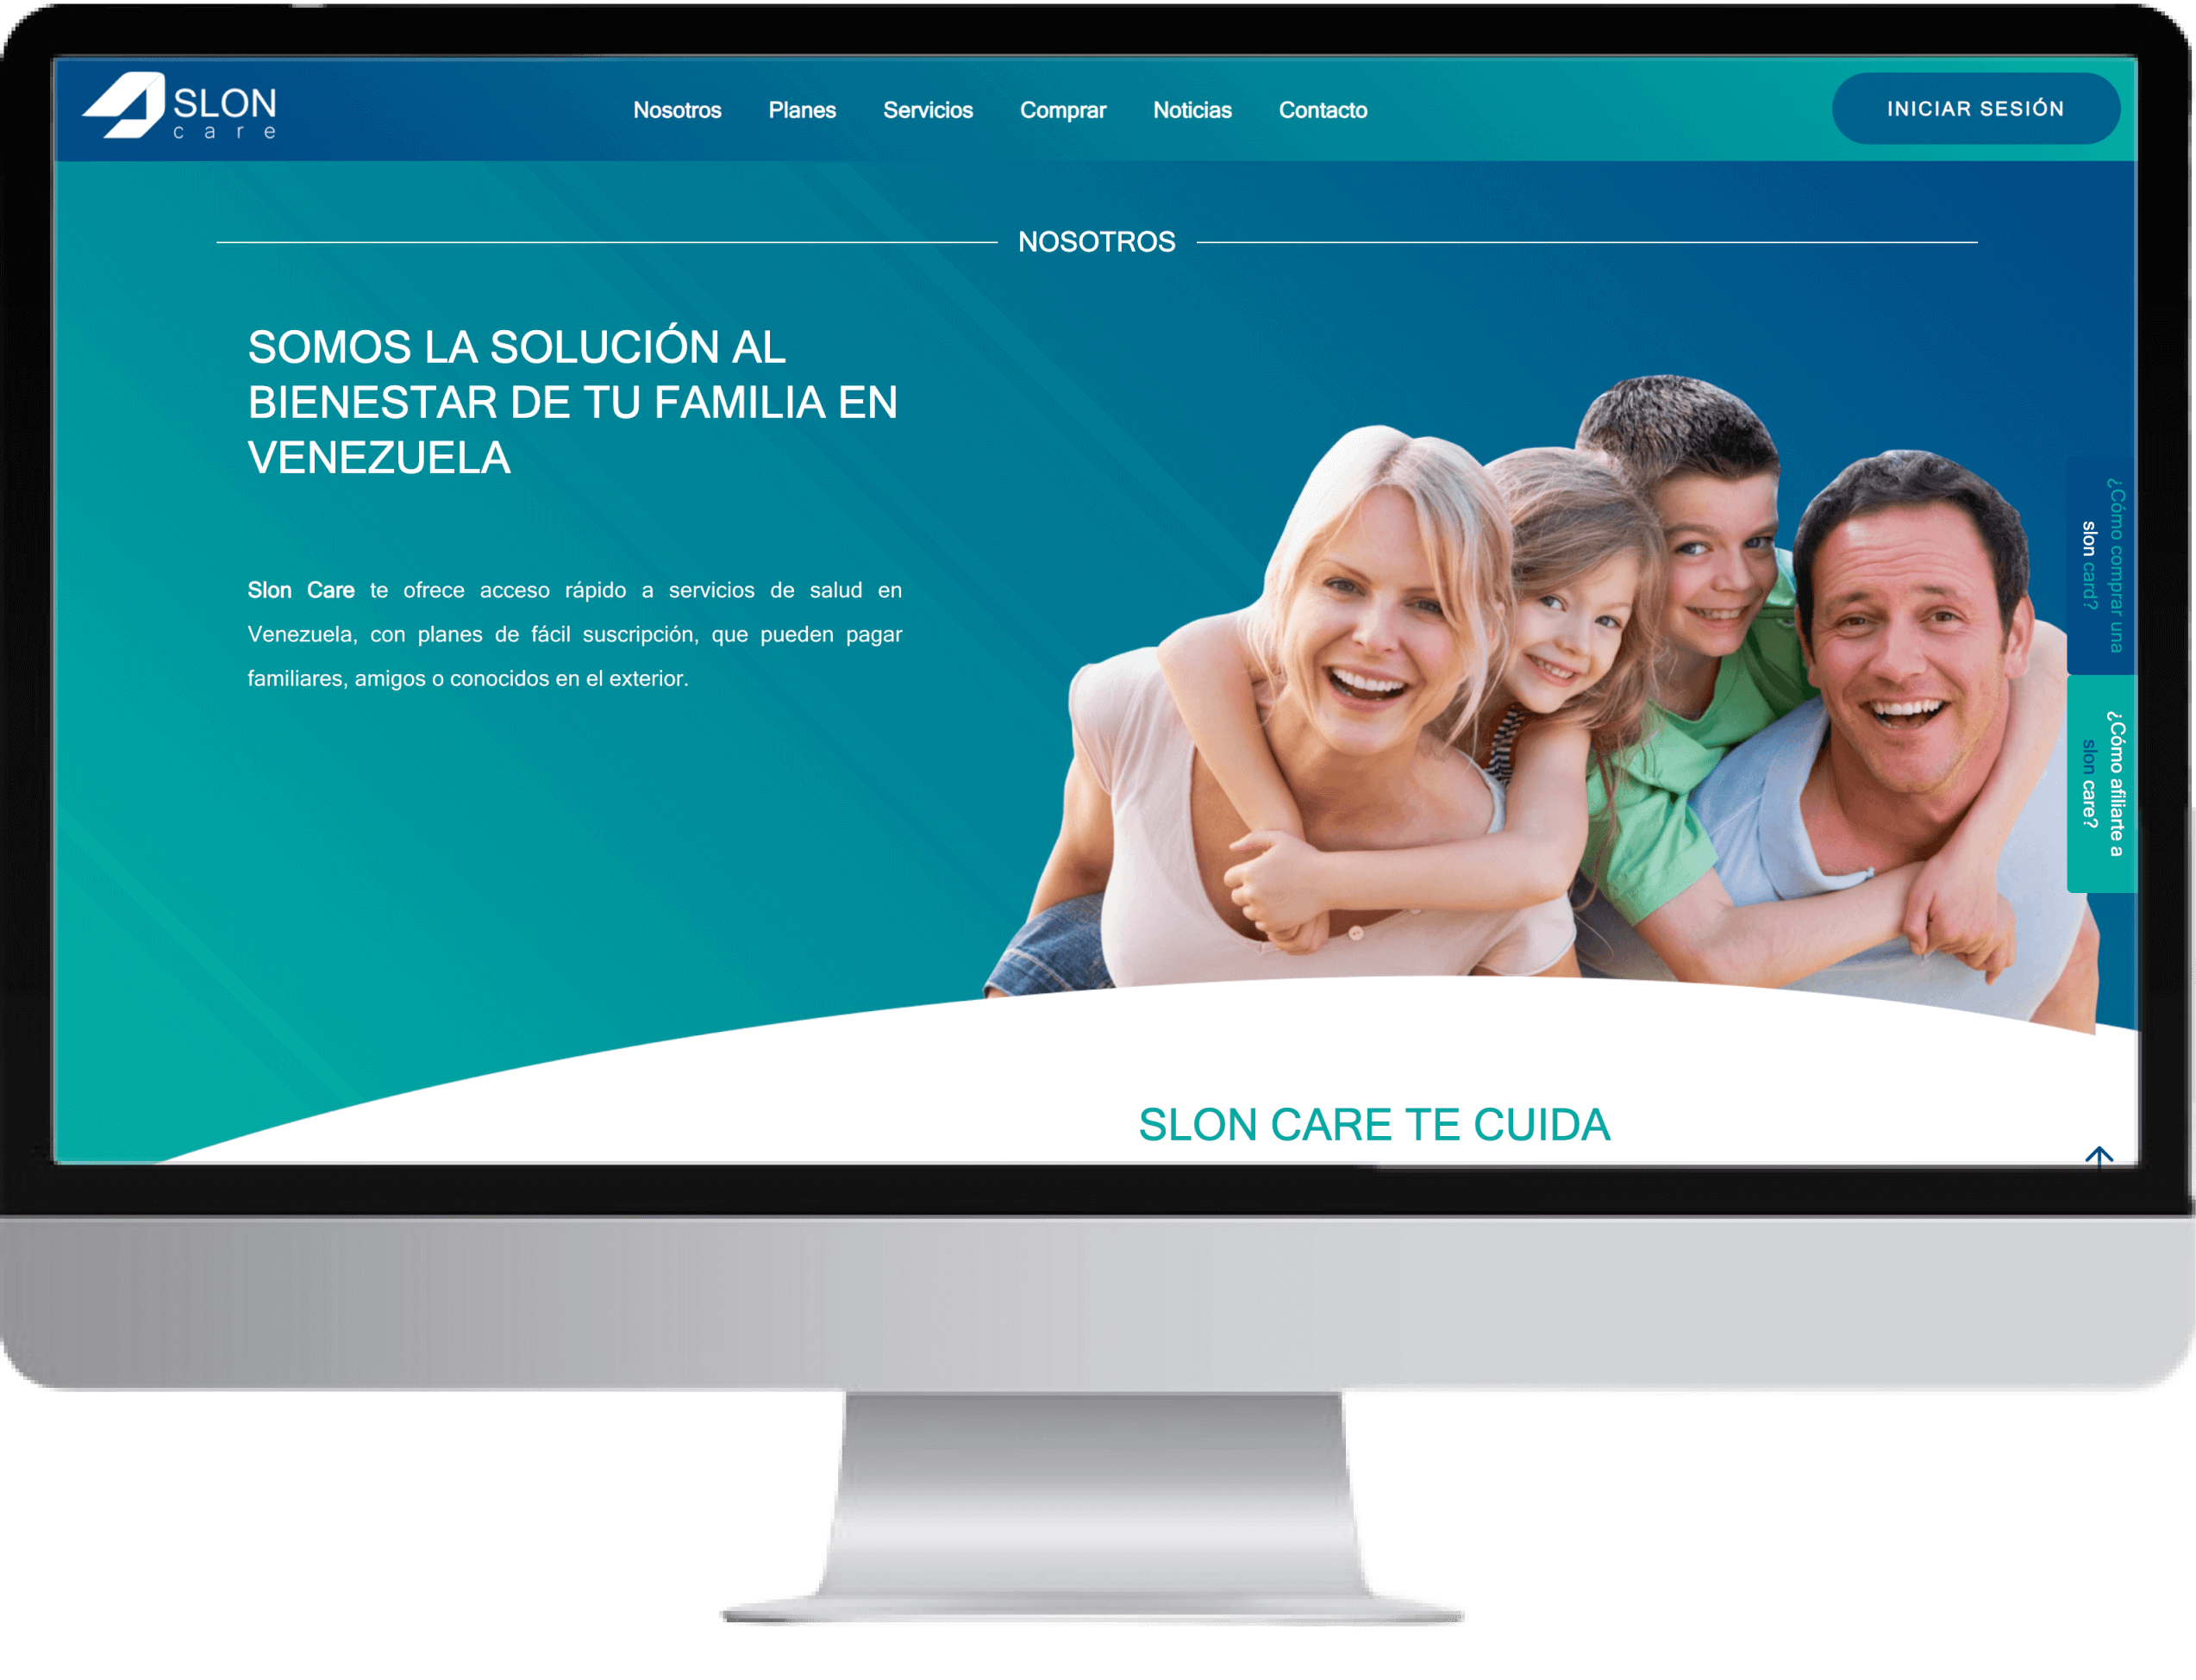 SLON
care
Nosotros Planes Servicios Comprar Noticias Contacto
INICIAR SESIÓN
NOSOTROS
SOMOS LA SOLUCIÓN AL
BIENESTAR DE TU FAMILIA EN
VENEZUELA
Slon Care te ofrece acceso rápido a servicios de salud en
Venezuela, con planes de fácil suscripción, que pueden pagar
familiares, amigos o conocidos en el exterior.
¿Cómo comprar una
slon card?
¿Cómo afiliarte a
slon care?
SLON CARE TE CUIDA